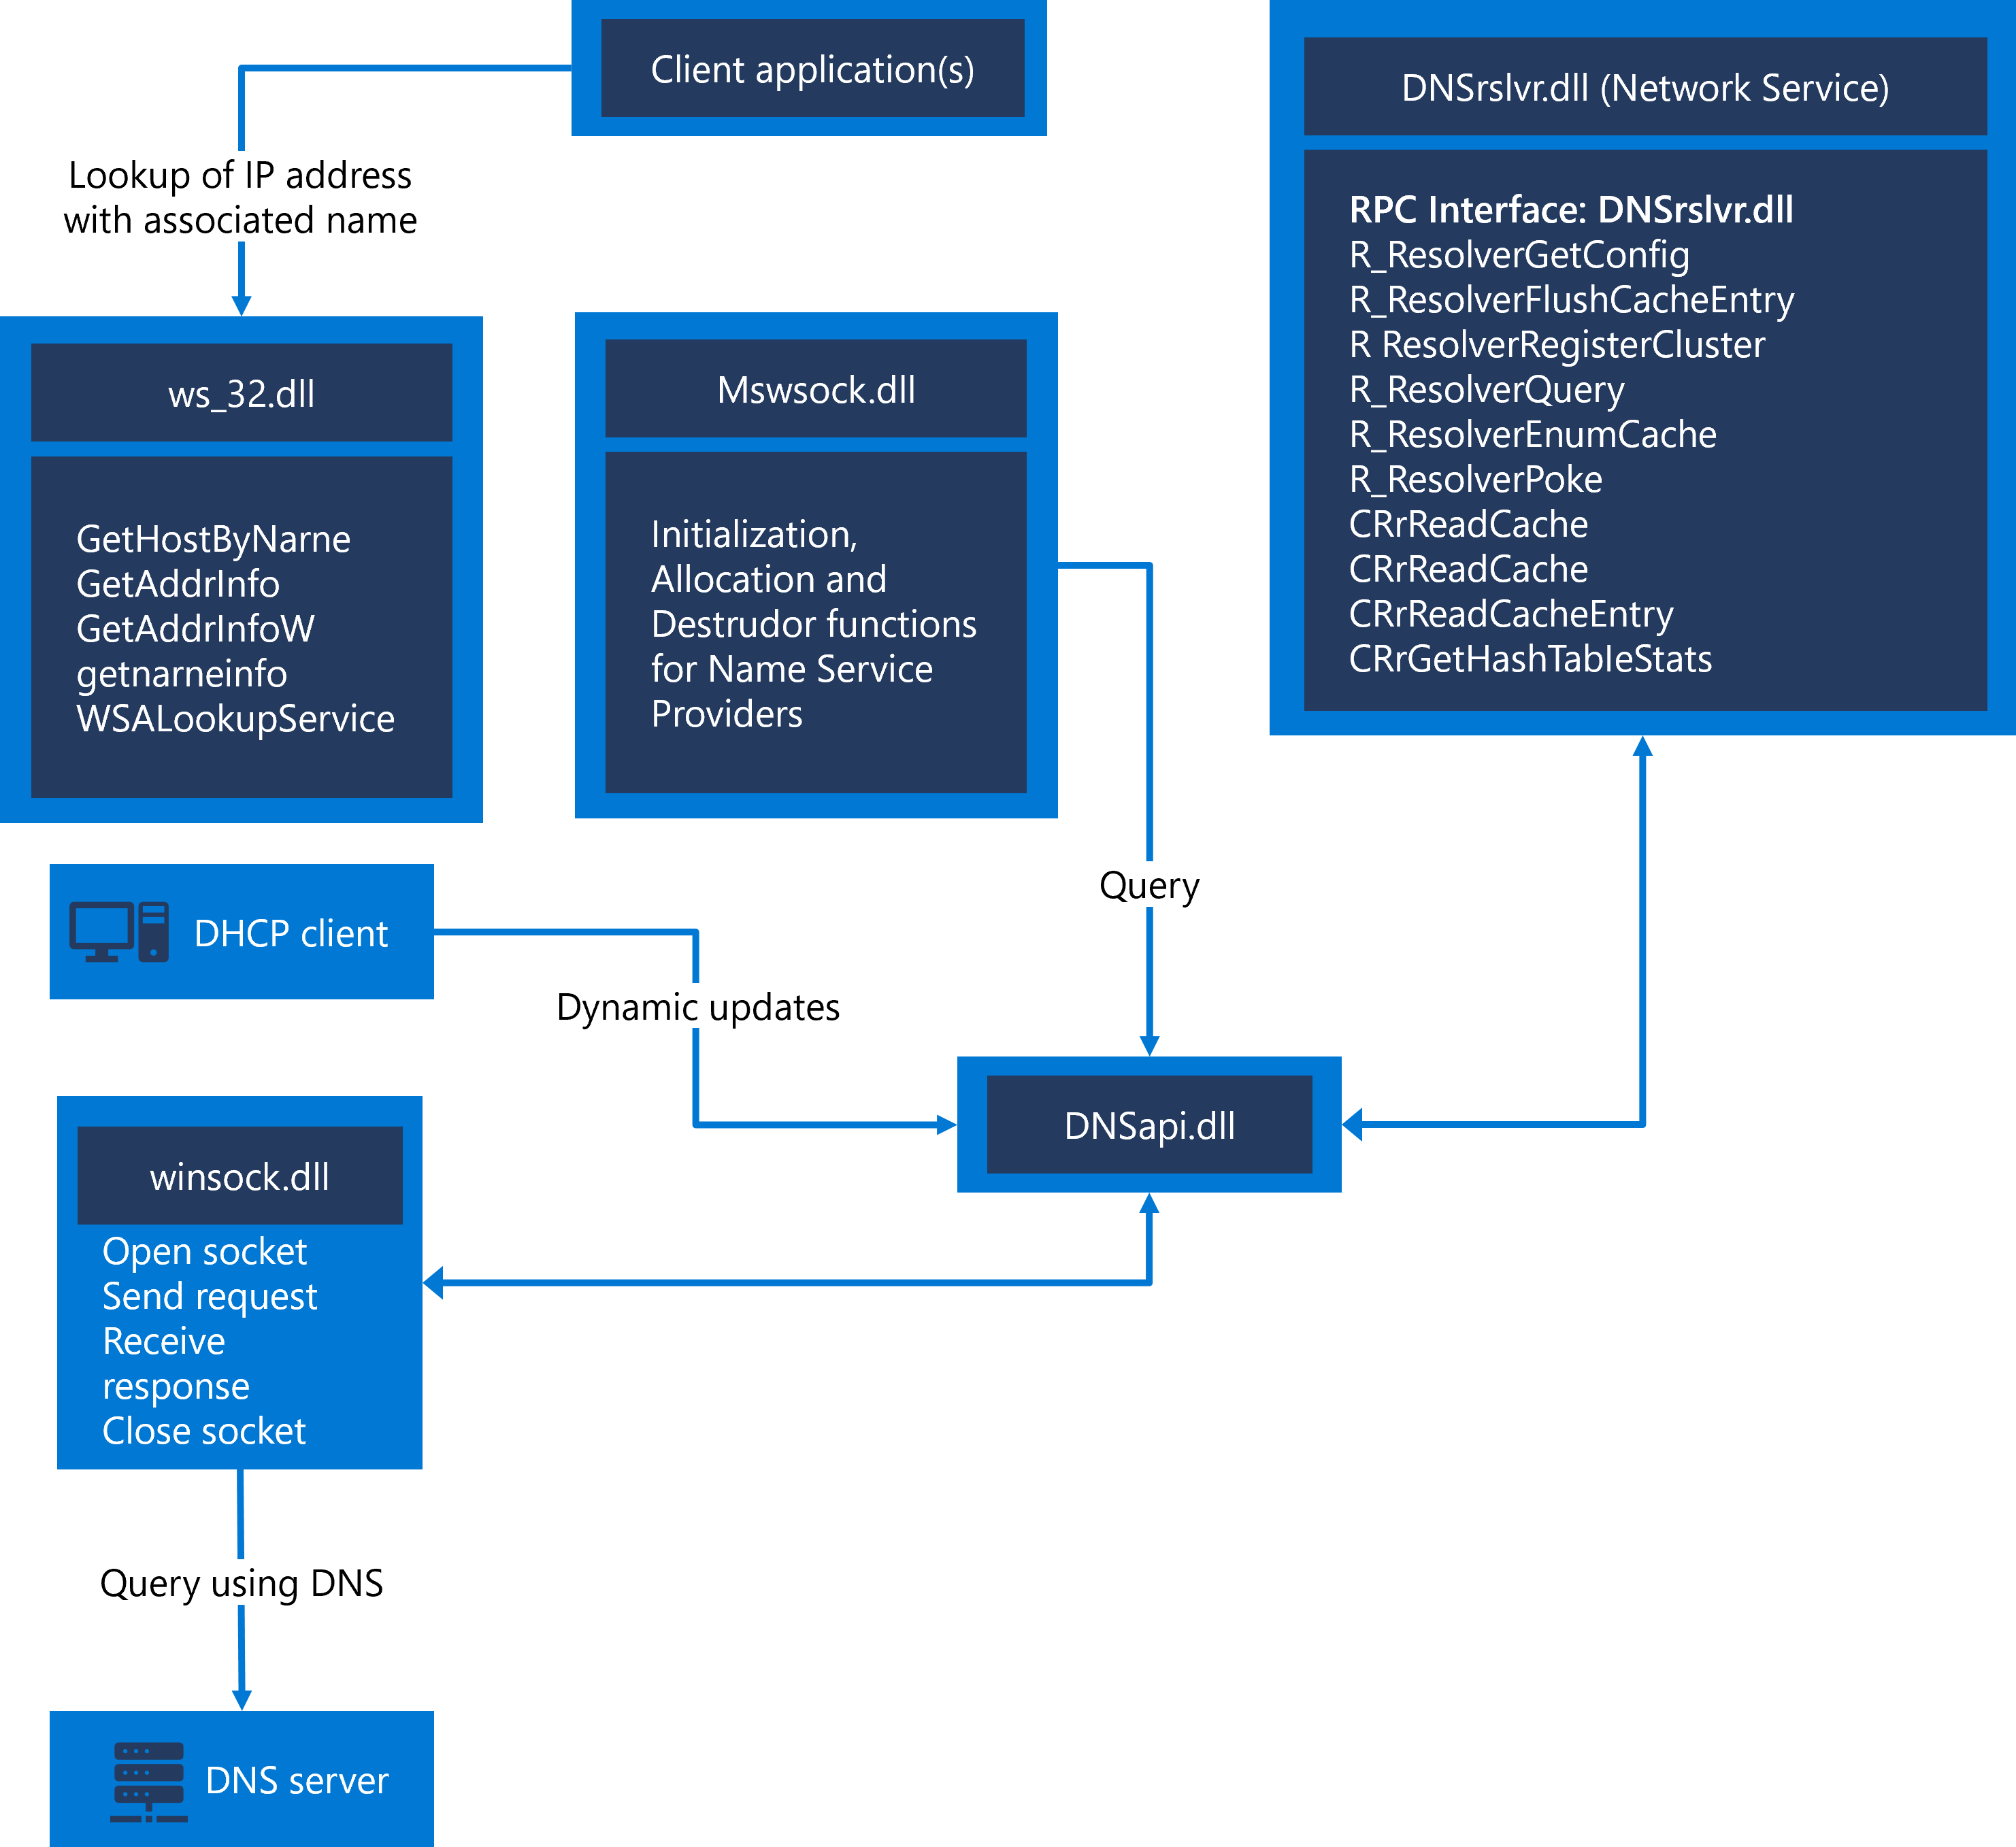 Client application(s)
Lookup of IP address
with associated name
ws_32.dll
GetHostByNarne
GetAddrInfo
GetAddrInfoW
getnarneinfo
WSALookupService
Mswsock.dll
Initialization,
Allocation and
Destrudor functions
for Name Service
Providers
DNSrslvr.dll (Network Service)
RPC Interface: DNSrslvr.dll
R_ResolverGetConfig
R_ResolverFlushCacheEntry
R ResolverRegisterCluster
R_ResolverQuery
R_ResolverEnumCache
R_ResolverPoke
CRrReadCache
CRrReadCache
CRrReadCacheEntry
CRrGetHashTableStats
DHCP client
Query
Dynamic updates
DNSapi.dll
winsock.dll
Open socket
Send request
Receive
response
Close socket
Query using DNS
DNS server